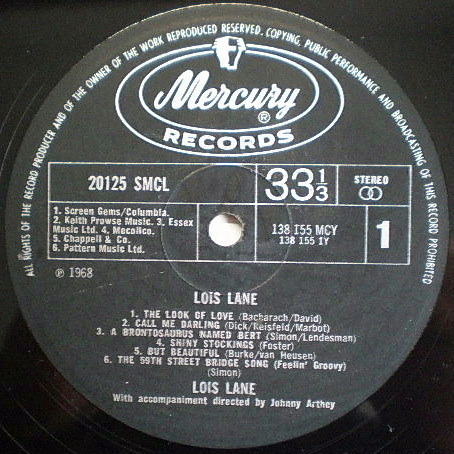 ALL RIGHTS OF THE RECORD PRODUCER AND OF THE OWNER OF THE WORK REPRODUCED RESERVED. COPYING, PUBLIC PERFORMANCE AND BROADCASTING OF THIS RECORD PROHIBITED
Mercury
®
RECORDS
20125 SMCL
33 1/3
STEREO
1. Screen Gems/Columbia.
2. Keith Prowse Music. 3. Essex
Music Ltd. 4. Mecolico.
5. Chappell & Co.
6. Pattern Music Ltd.
138 155 MCY
138 155 1Y
1
℗ 1968
LOIS LANE
1. THE LOOK OF LOVE (Bacharach/David)
2. CALL ME DARLING (Dick/Reisfeld/Marbot)
3. A BRONTOSAURUS NAMED BERT (Simon/Lendesman)
4. SHINY STOCKINGS (Foster)
5. BUT BEAUTIFUL (Burke/van Heusen)
6. THE 59TH STREET BRIDGE SONG (Feelin' Groovy)
(Simon)
LOIS LANE
With accompaniment directed by Johnny Arthey